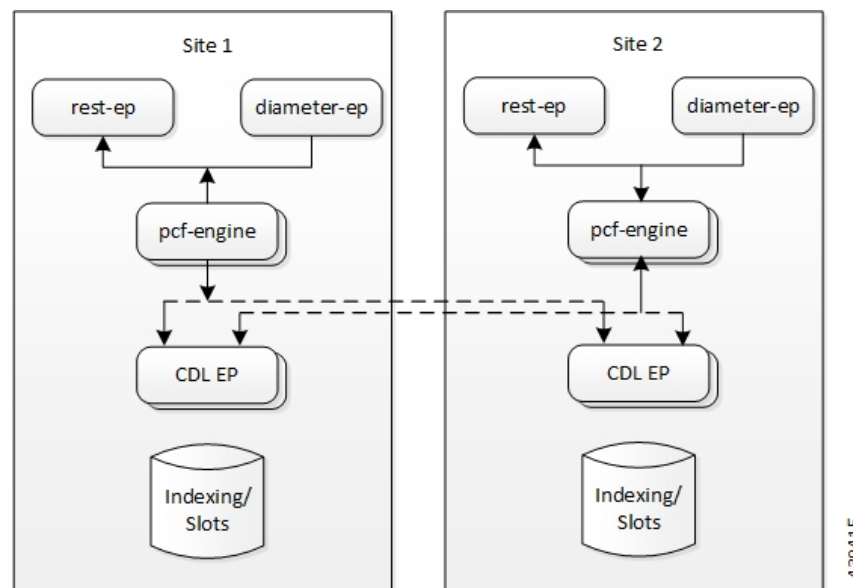 Site 1
rest-ep
diameter-ep
pcf-engine
CDL EP
Indexing/
Slots
Site 2
rest-ep
diameter-ep
pcf-engine
CDL EP
Indexing/
Slots